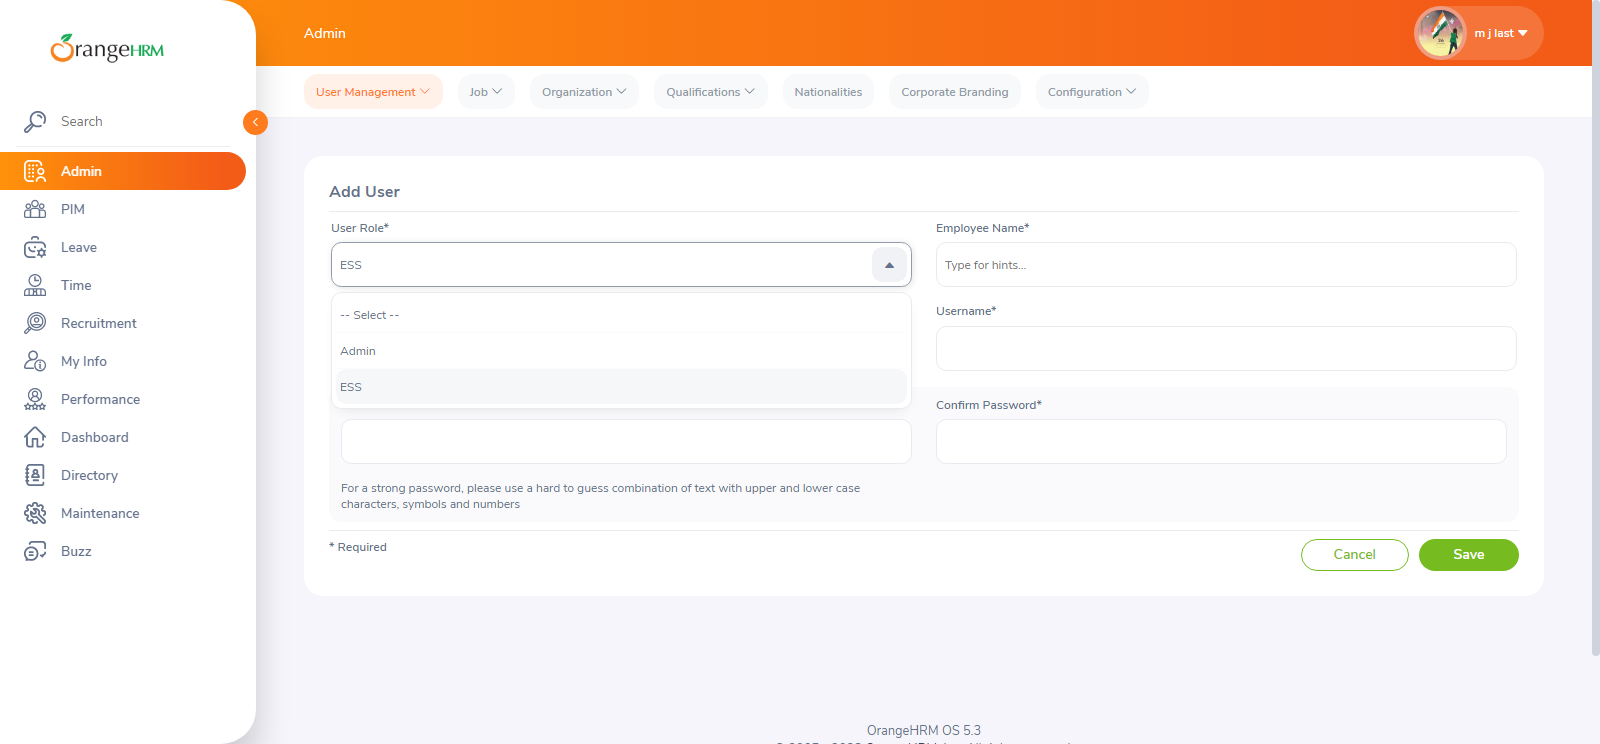 OrangeHRM
Search
Admin
PIM
Leave
Time
Recruitment
My Info
Performance
Dashboard
Directory
Maintenance
Buzz
Admin
m j last
User Management
Job
Organization
Qualifications
Nationalities
Corporate Branding
Configuration
Add User
User Role*
ESS
-- Select --
Admin
ESS
Employee Name*
Type for hints...
Username*
Confirm Password*
For a strong password, please use a hard to guess combination of text with upper and lower case
characters, symbols and numbers
* Required
Cancel
Save
OrangeHRM OS 5.3